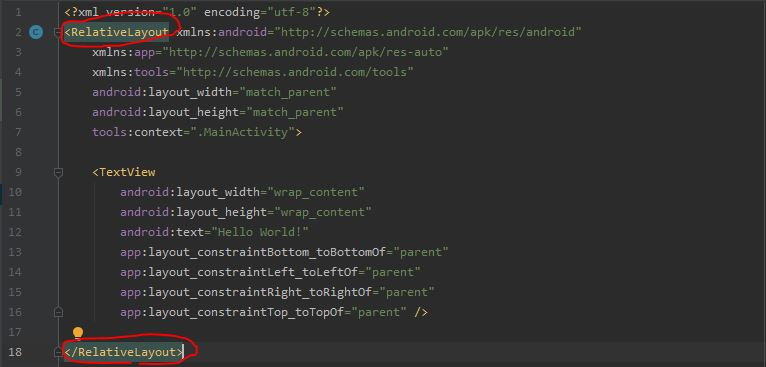 1 <?xml version="1.0" encoding="utf-8"?>
2 C <RelativeLayout xmlns:android="http://schemas.android.com/apk/res/android"
3 xmlns:app="http://schemas.android.com/apk/res-auto"
4 xmlns:tools="http://schemas.android.com/tools"
5 android:layout_width="match_parent"
6 android:layout_height="match_parent"
7 tools:context=".MainActivity">
8
9 <TextView
10 android:layout_width="wrap_content"
11 android:layout_height="wrap_content"
12 android:text="Hello World!"
13 app:layout_constraintBottom_toBottomOf="parent"
14 app:layout_constraintLeft_toLeftOf="parent"
15 app:layout_constraintRight_toRightOf="parent"
16 app:layout_constraintTop_toTopOf="parent" />
17
18 </RelativeLayout>